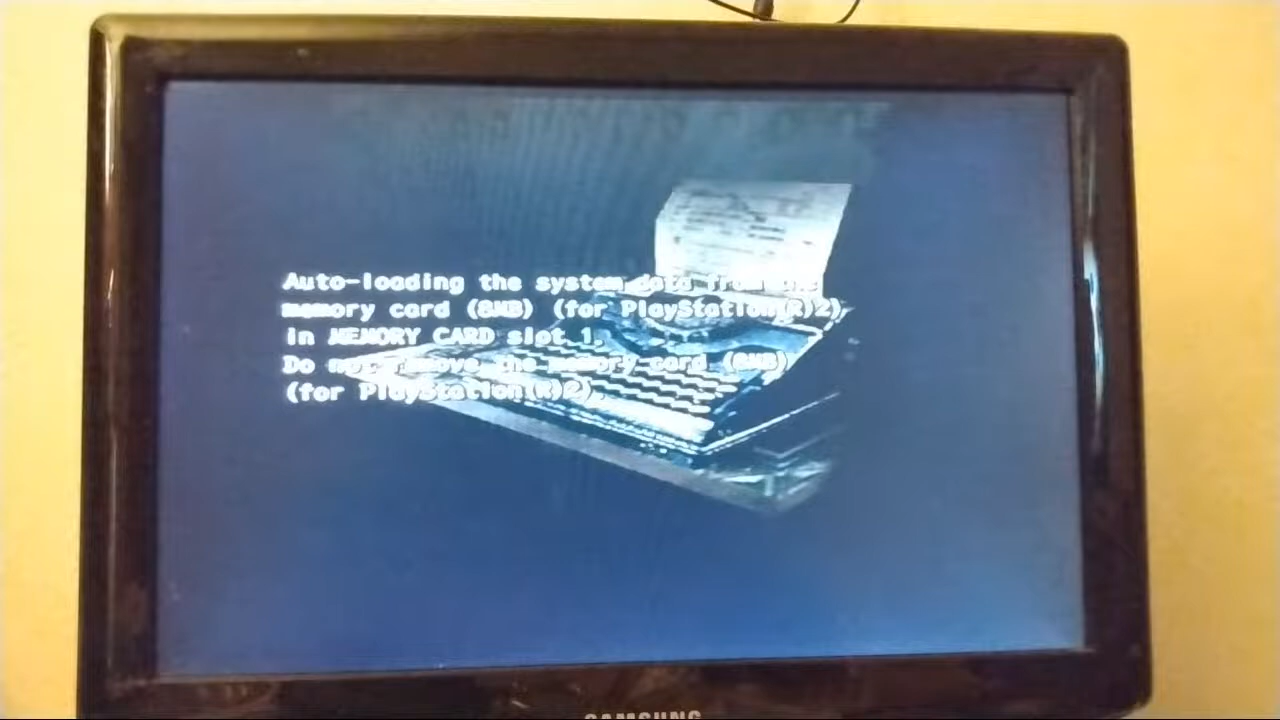 Auto-loading the system data from the
memory card (8MB) (for PlayStation(R)2)
in MEMORY CARD slot 1.
Do not remove the memory card (8MB)
(for PlayStation(R)2).
SAMSUNG